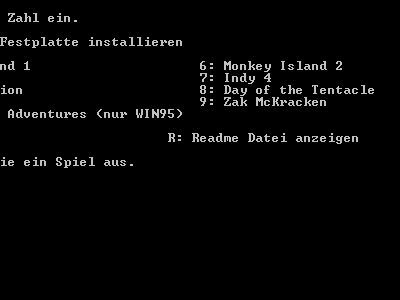 Zahl ein.
Festplatte installieren
nd 1 6: Monkey Island 2
7: Indy 4
ion 8: Day of the Tentacle
9: Zak McKracken
Adventures (nur WIN95)
R: Readme Datei anzeigen
ie ein Spiel aus.